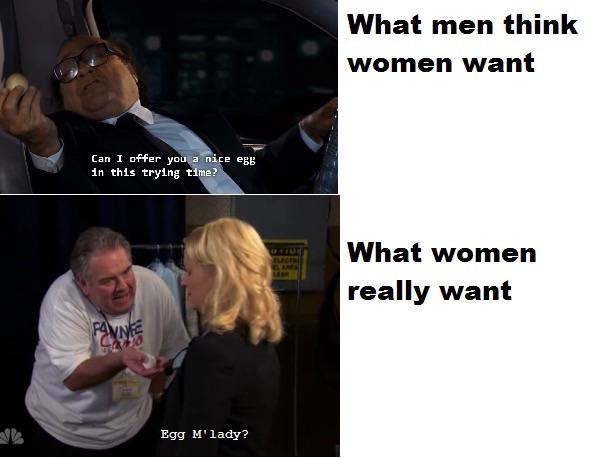 What men think
women want
Can I offer you a nice egg
in this trying time?
What women
really want
PAWNEE
Egg M'lady?